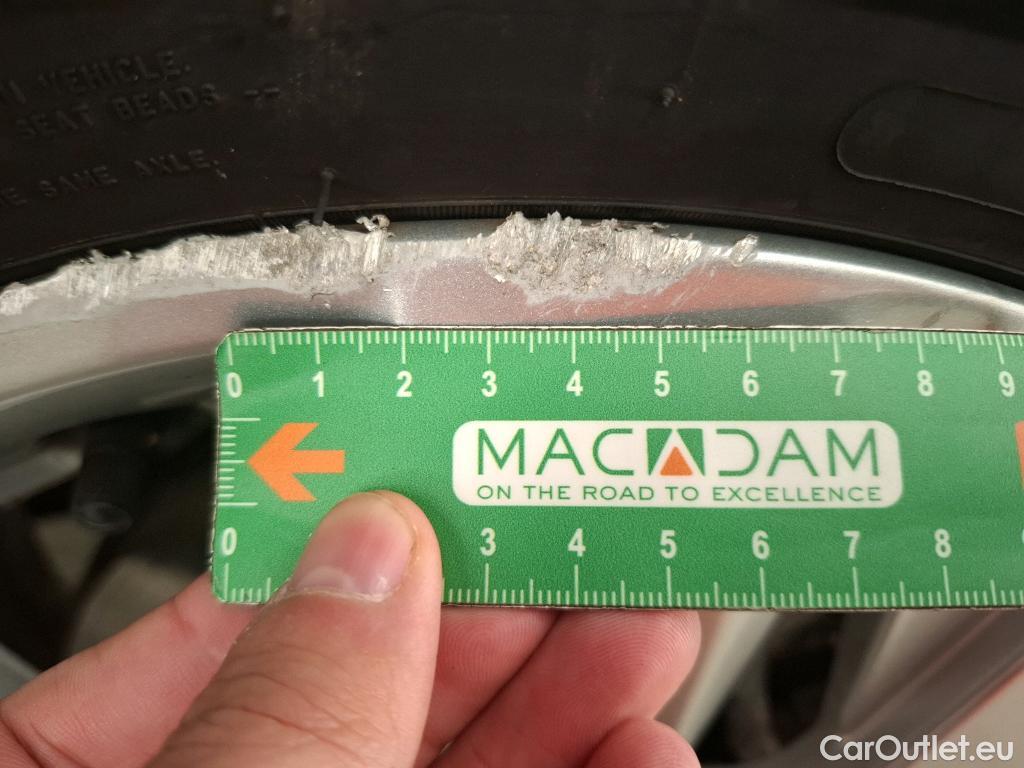 VEHICLE.
SEAT BEADS --
SAME AXLE.
0 1 2 3 4 5 6 7 8 9
MACADAM
ON THE ROAD TO EXCELLENCE
0 3 4 5 6 7 8
CarOutlet.eu